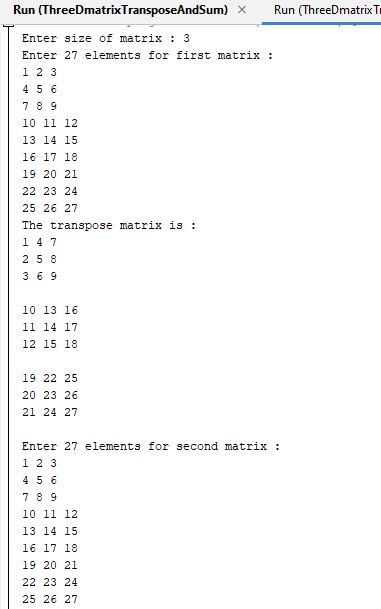 Run (ThreeDmatrixTransposeAndSum) × Run (ThreeDmatrixT
Enter size of matrix : 3
Enter 27 elements for first matrix :
1 2 3
4 5 6
7 8 9
10 11 12
13 14 15
16 17 18
19 20 21
22 23 24
25 26 27
The transpose matrix is :
1 4 7
2 5 8
3 6 9
10 13 16
11 14 17
12 15 18
19 22 25
20 23 26
21 24 27
Enter 27 elements for second matrix :
1 2 3
4 5 6
7 8 9
10 11 12
13 14 15
16 17 18
19 20 21
22 23 24
25 26 27